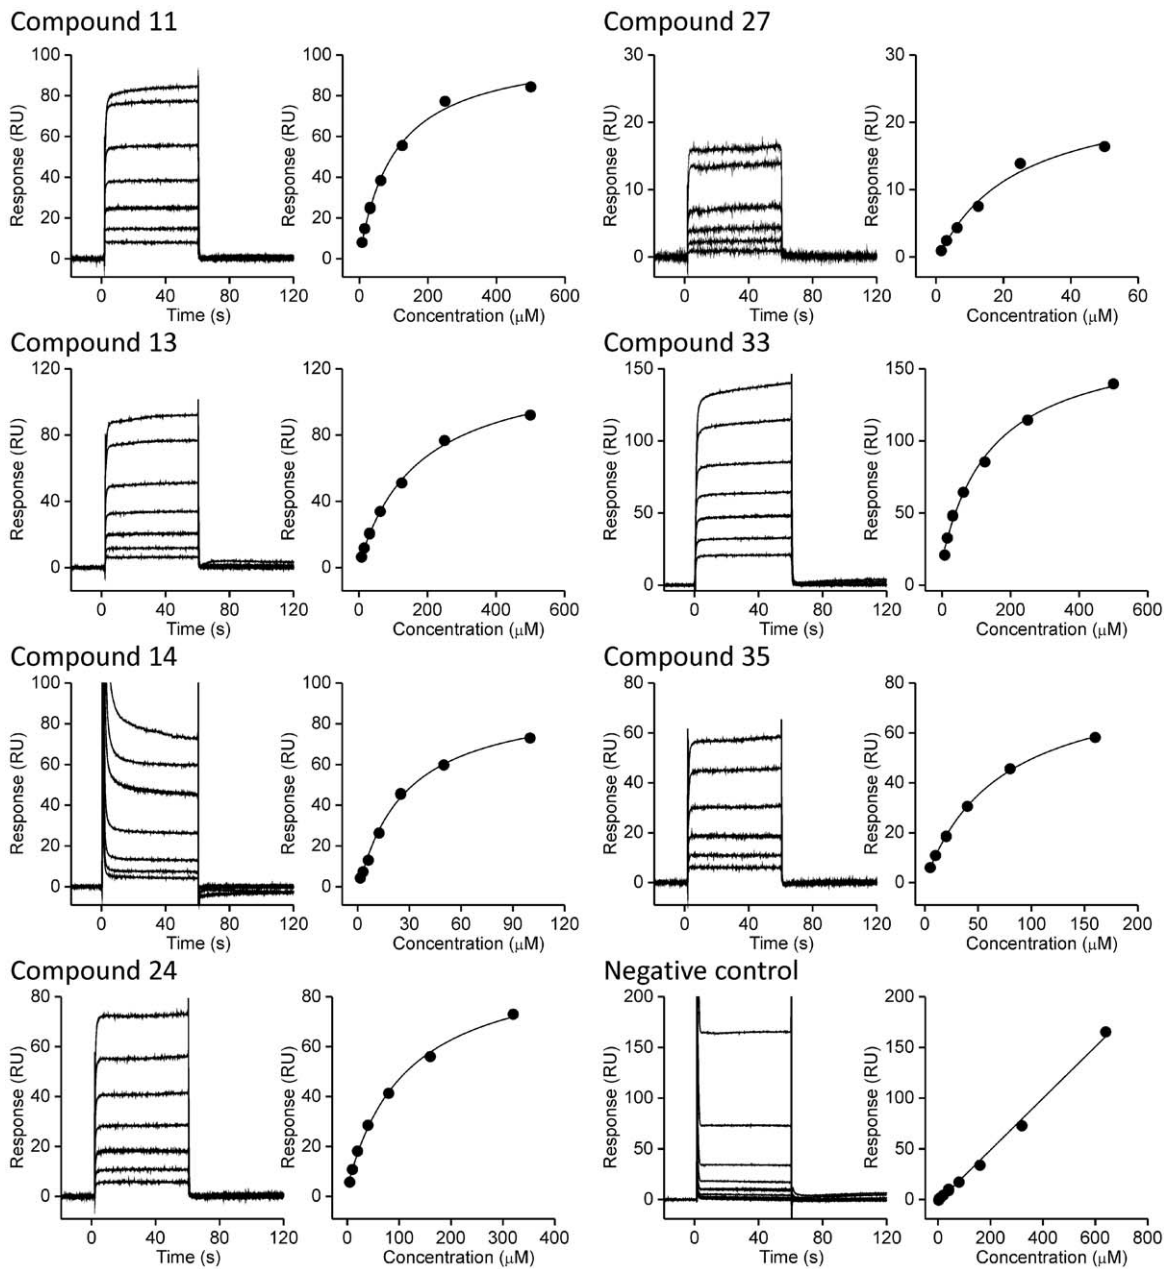 Compound 11
Response (RU)
100
80
60
40
20
0
0 40 80 120
Time (s)
Response (RU)
100
80
60
40
20
0
0 200 400 600
Concentration (μM)
Compound 27
Response (RU)
30
20
10
0
0 40 80 120
Time (s)
Response (RU)
30
20
10
0
0 20 40 60
Concentration (μM)
Compound 13
Response (RU)
120
80
40
0
0 40 80 120
Time (s)
Response (RU)
120
80
40
0
0 200 400 600
Concentration (μM)
Compound 33
Response (RU)
150
100
50
0
0 40 80 120
Time (s)
Response (RU)
150
100
50
0
0 200 400 600
Concentration (μM)
Compound 14
Response (RU)
100
80
60
40
20
0
0 40 80 120
Time (s)
Response (RU)
100
80
60
40
20
0
0 30 60 90 120
Concentration (μM)
Compound 35
Response (RU)
80
60
40
20
0
0 40 80 120
Time (s)
Response (RU)
80
60
40
20
0
0 50 100 150 200
Concentration (μM)
Compound 24
Response (RU)
80
60
40
20
0
0 40 80 120
Time (s)
Response (RU)
80
60
40
20
0
0 100 200 300 400
Concentration (μM)
Negative control
Response (RU)
200
150
100
50
0
0 40 80 120
Time (s)
Response (RU)
200
150
100
50
0
0 200 400 600 800
Concentration (μM)